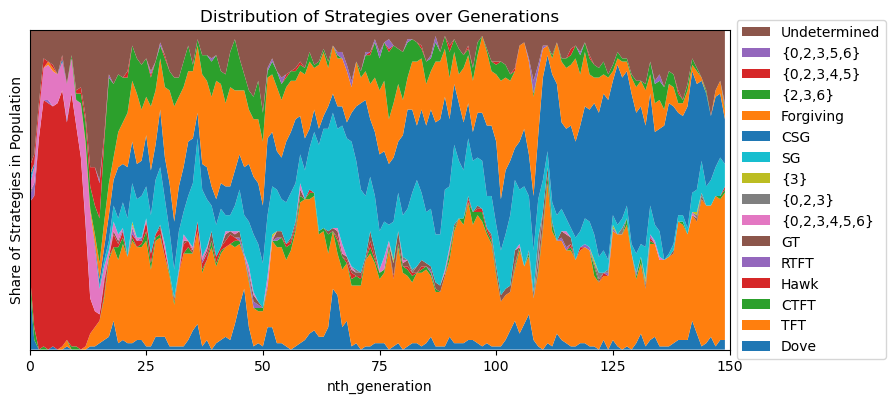 Distribution of Strategies over Generations
Share of Strategies in Population
0
25
50
75
100
125
150
nth_generation
Undetermined
{0,2,3,5,6}
{0,2,3,4,5}
{2,3,6}
Forgiving
CSG
SG
{3}
{0,2,3}
{0,2,3,4,5,6}
GT
RTFT
Hawk
CTFT
TFT
Dove